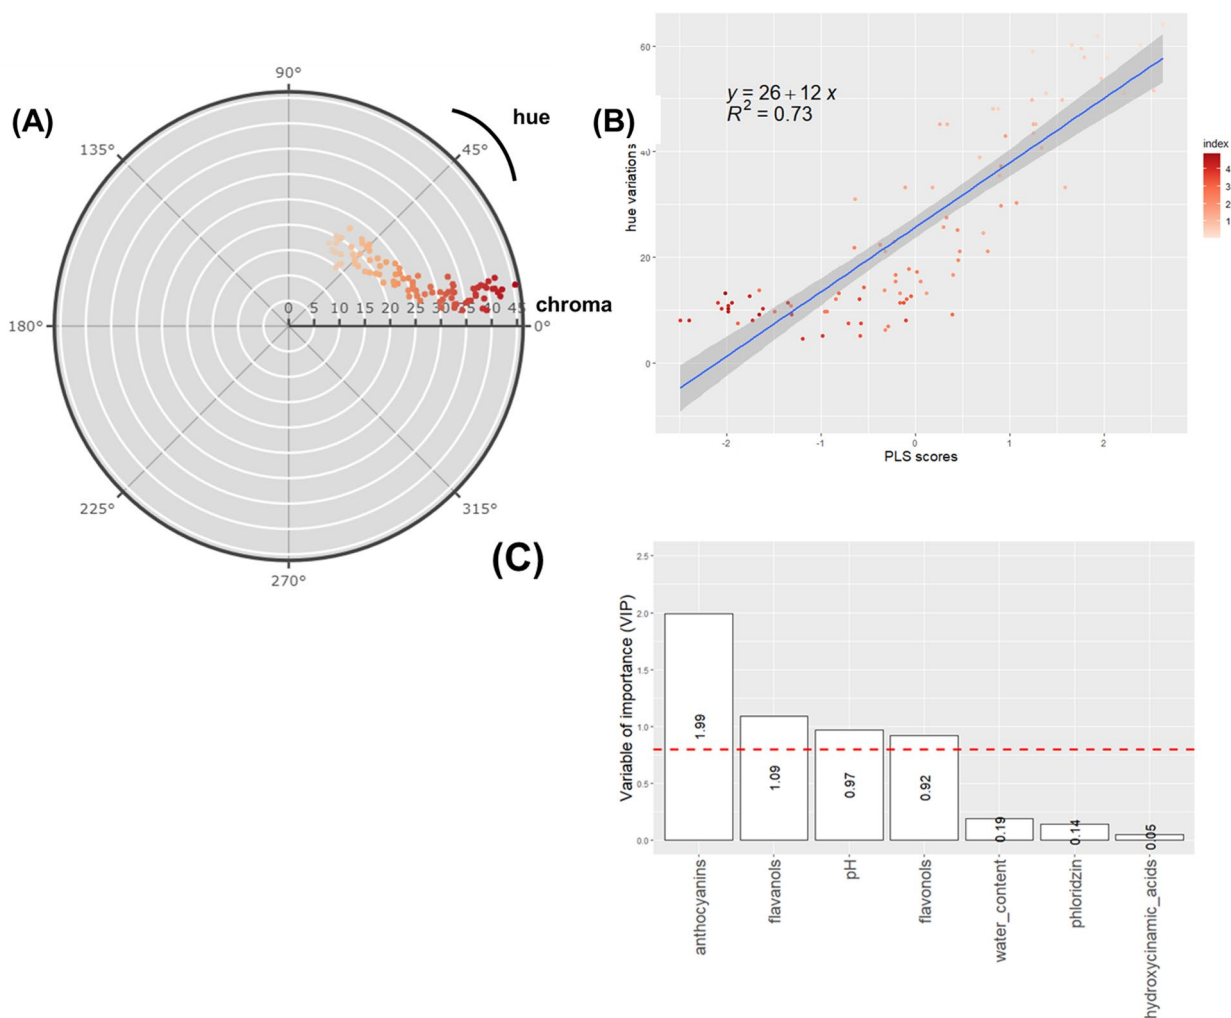 (A)
90°
hue
135°
45°
0 5 10 15 20 25 30 35 40 45
chroma
180°
0°
225°
315°
270°
(B)
y = 26 + 12 x
R² = 0.73
hue variations
60
40
20
0
-2 -1 0 1 2
PLS scores
index
4
3
2
1
(C)
Variable of importance (VIP)
2.5
2.0
1.5
1.0
0.5
0.0
1.99
1.09
0.97
0.92
0.19
0.14
0.05
anthocyanins
flavanols
pH
flavonols
water_content
phloridzin
hydroxycinamic_acids